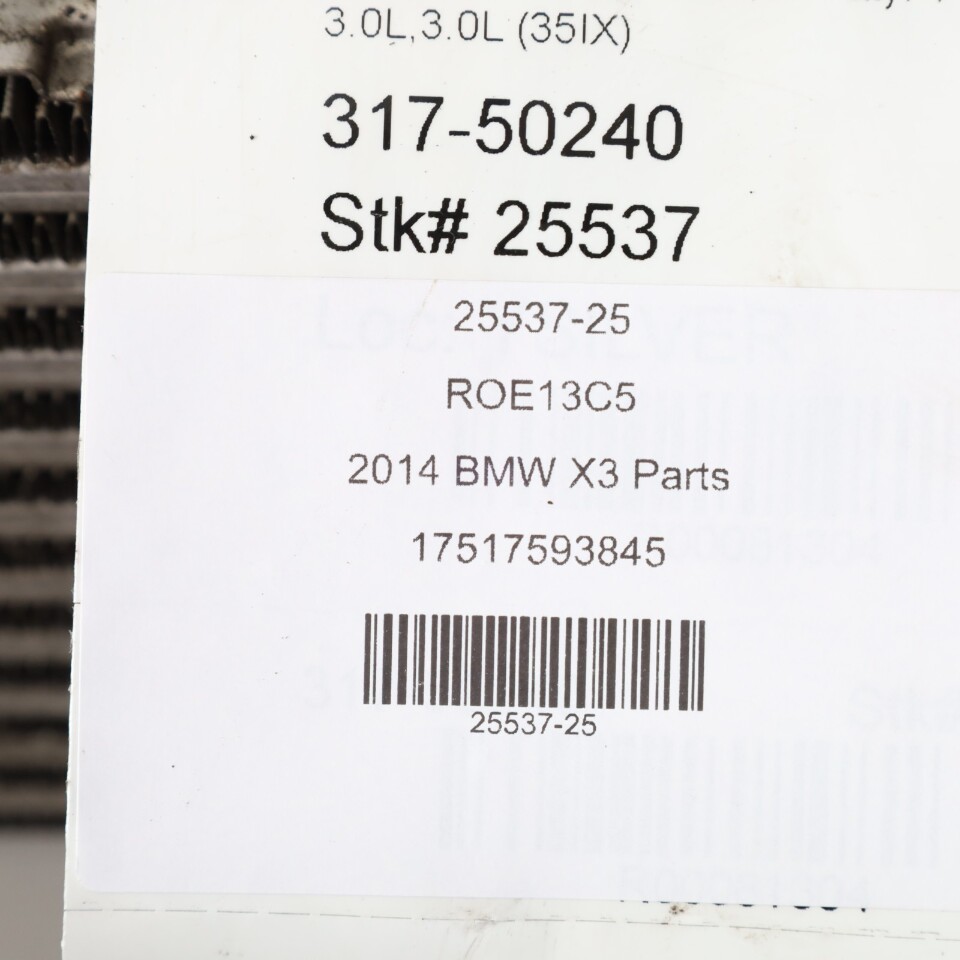 3.0L,3.0L (35IX)
317-50240
Stk# 25537
25537-25
ROE13C5
2014 BMW X3 Parts
17517593845
25537-25